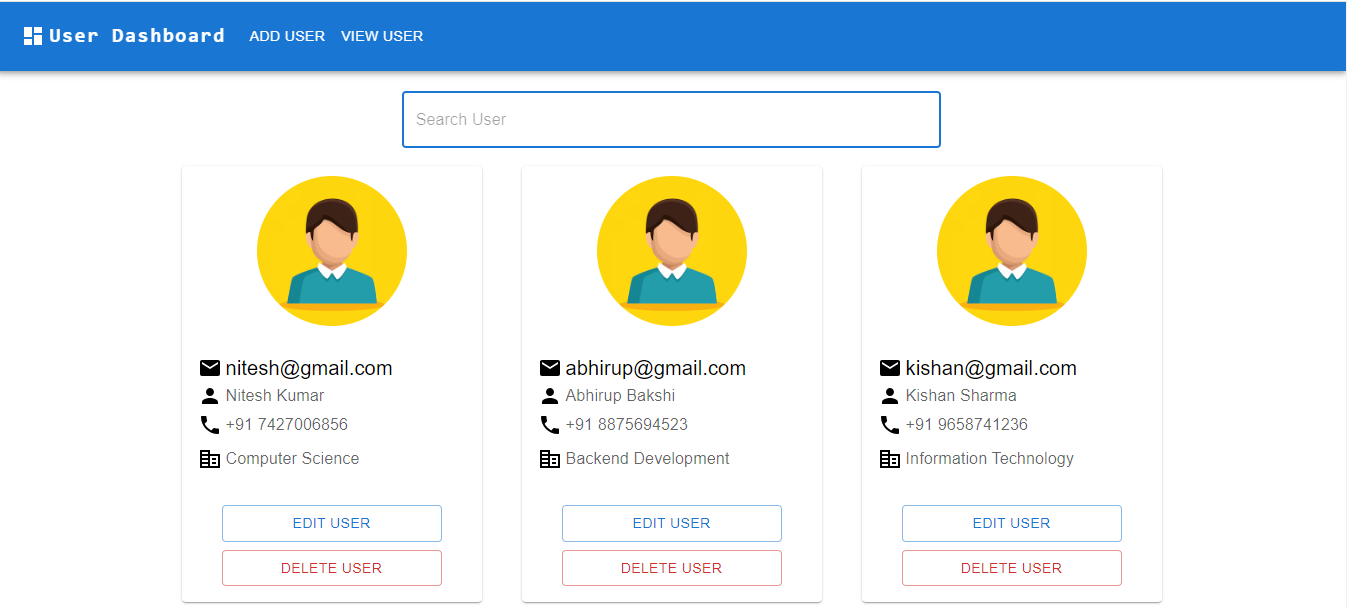 User Dashboard ADD USER VIEW USER
Search User
nitesh@gmail.com
Nitesh Kumar
+91 7427006856
Computer Science
EDIT USER
DELETE USER
abhirup@gmail.com
Abhirup Bakshi
+91 8875694523
Backend Development
EDIT USER
DELETE USER
kishan@gmail.com
Kishan Sharma
+91 9658741236
Information Technology
EDIT USER
DELETE USER